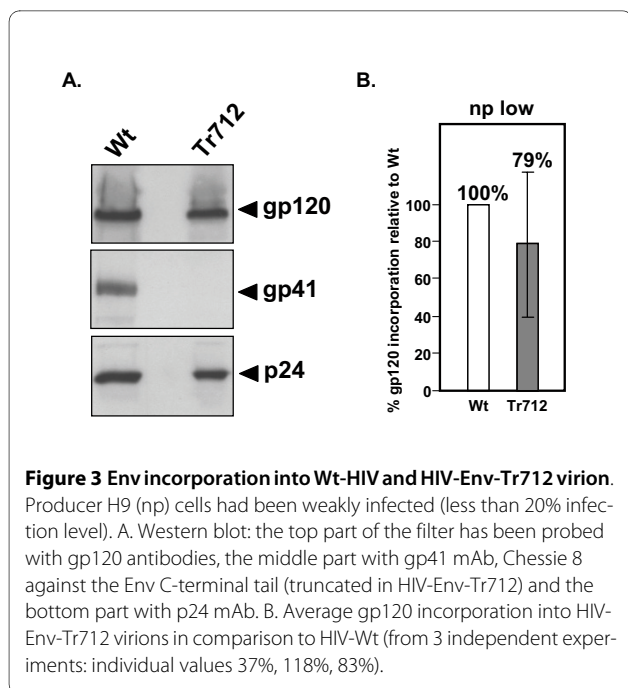 A.
Wt
Tr712
gp120
gp41
p24
B.
np low
% gp120 incorporation relative to Wt
100%
79%
100
80
60
40
20
0
Wt
Tr712
Figure 3 Env incorporation into Wt-HIV and HIV-Env-Tr712 virion.
Producer H9 (np) cells had been weakly infected (less than 20% infec-
tion level). A. Western blot: the top part of the filter has been probed
with gp120 antibodies, the middle part with gp41 mAb, Chessie 8
against the Env C-terminal tail (truncated in HIV-Env-Tr712) and the
bottom part with p24 mAb. B. Average gp120 incorporation into HIV-
Env-Tr712 virions in comparison to HIV-Wt (from 3 independent exper-
iments: individual values 37%, 118%, 83%).